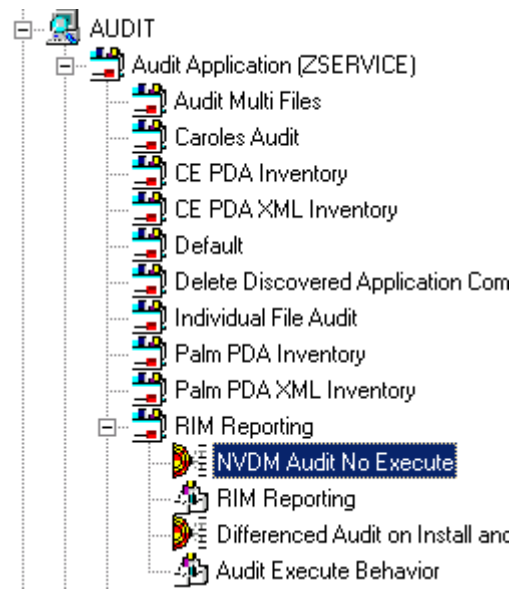 AUDIT
Audit Application (ZSERVICE)
Audit Multi Files
Caroles Audit
CE PDA Inventory
CE PDA XML Inventory
Default
Delete Discovered Application Com
Individual File Audit
Palm PDA Inventory
Palm PDA XML Inventory
RIM Reporting
NVDM Audit No Execute
RIM Reporting
Differenced Audit on Install and
Audit Execute Behavior